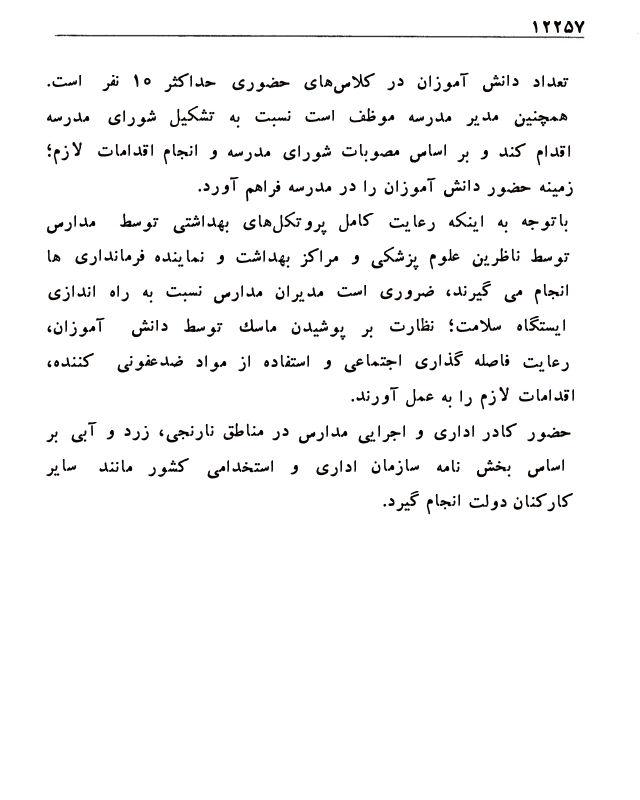 ۱۲۲۵۷
تعداد دانش آموزان در کلاس‌های حضوری حداکثر ۱۵ نفر است.
همچنین مدیر مدرسه موظف است نسبت به تشکیل شورای مدرسه
اقدام کند و بر اساس مصوبات شورای مدرسه و انجام اقدامات لازم؛
زمینه حضور دانش آموزان را در مدرسه فراهم آورد.
باتوجه به اینکه رعایت کامل پروتکل‌های بهداشتی توسط مدارس
توسط ناظرین علوم پزشکی و مراکز بهداشت و نماینده فرمانداری ها
انجام می گیرند، ضروری است مدیران مدارس نسبت به راه اندازی
ایستگاه سلامت؛ نظارت بر پوشیدن ماسک توسط دانش آموزان،
رعایت فاصله گذاری اجتماعی و استفاده از مواد ضدعفونی کننده،
اقدامات لازم را به عمل آورند.
حضور کادر اداری و اجرایی مدارس در مناطق نارنجی، زرد و آبی بر
اساس بخش نامه سازمان اداری و استخدامی کشور مانند سایر
کارکنان دولت انجام گیرد.